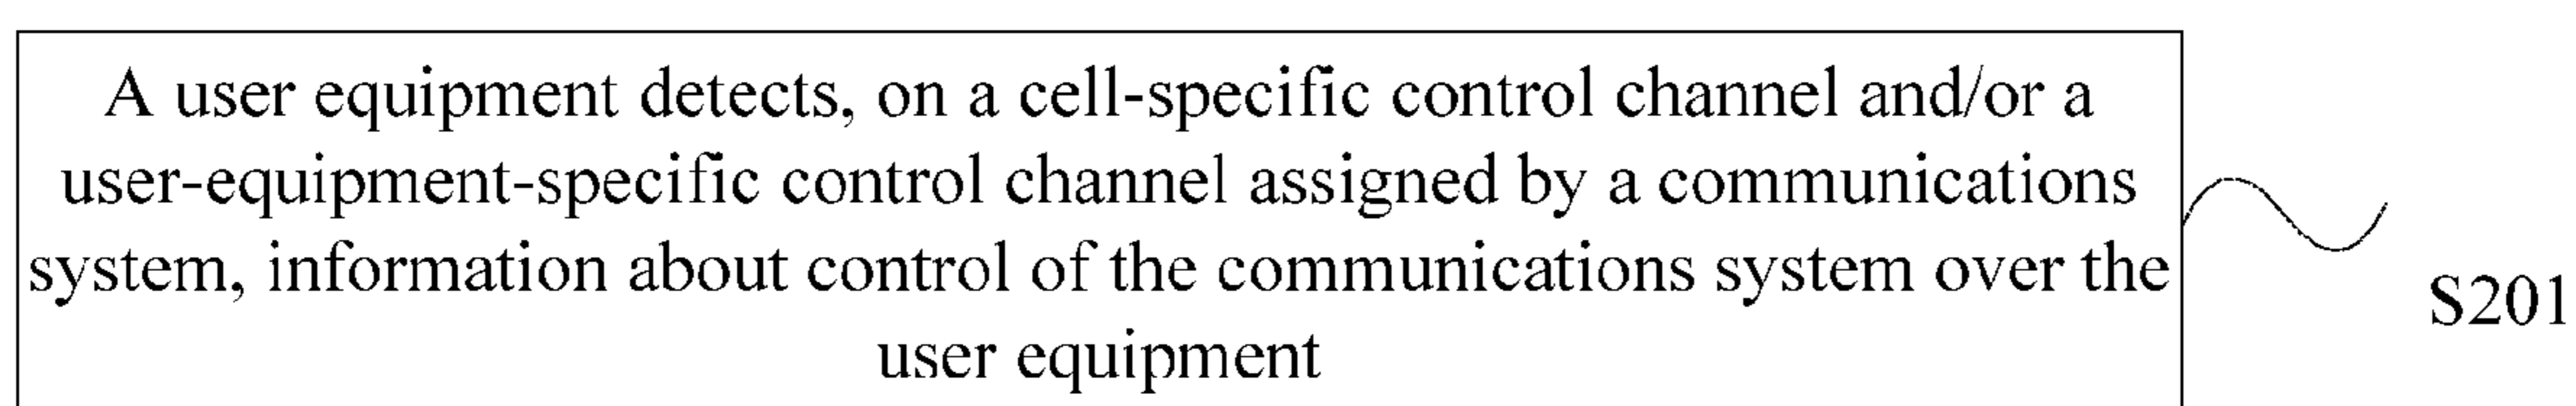 A user equipment detects, on a cell-specific control channel and/or a
user-equipment-specific control channel assigned by a communications
system, information about control of the communications system over the
user equipment
S201